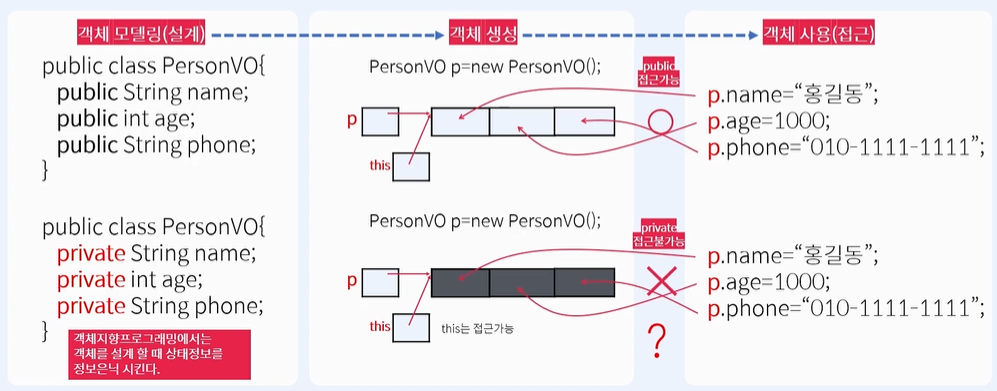 객체 모델링(설계)
객체 생성
객체 사용(접근)
public class PersonVO{
public String name;
public int age;
public String phone;
}
PersonVO p=new PersonVO();
p
this
public
접근가능
p.name=“홍길동”;
p.age=1000;
p.phone=“010-1111-1111”;
public class PersonVO{
private String name;
private int age;
private String phone;
}
객체지향프로그래밍에서는
객체를 설계 할 때 상태정보를
정보은닉 시킨다.
PersonVO p=new PersonVO();
p
this
this는 접근가능
private
접근불가능
?
p.name=“홍길동”;
p.age=1000;
p.phone=“010-1111-1111”;